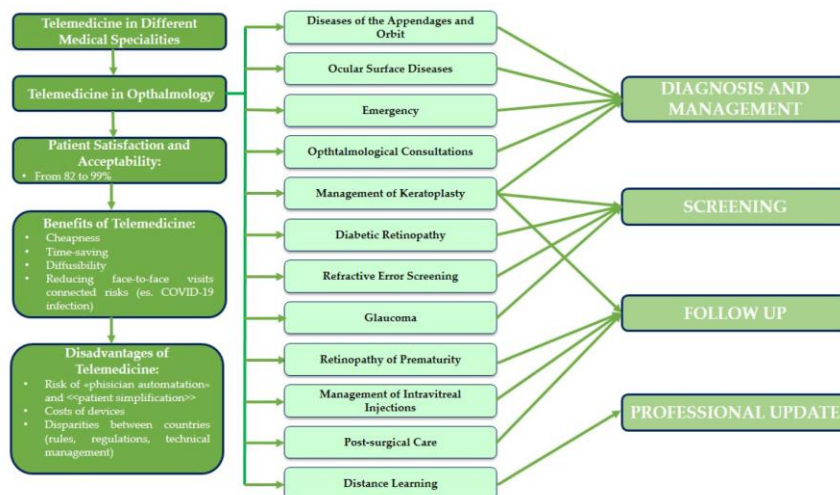 Telemedicine in Different
Medical Specialities
Telemedicine in Opthalmology
Patient Satisfaction and
Acceptability:
• From 82 to 99%
Benefits of Telemedicine:
• Cheapness
• Time-saving
• Diffusibility
• Reducing face-to-face visits
connected risks (es. COVID-19
infection)
Disadvantages of
Telemedicine:
• Risk of «phisician automatation»
and <<patient simplification>>
• Costs of devices
• Disparities between countries
(rules, regulations, technical
management)
Diseases of the Appendages and
Orbit
Ocular Surface Diseases
Emergency
Opthtalmological Consultations
Management of Keratoplasty
Diabetic Retinopathy
Refractive Error Screening
Glaucoma
Retinopathy of Prematurity
Management of Intravitreal
Injections
Post-surgical Care
Distance Learning
DIAGNOSIS AND
MANAGEMENT
SCREENING
FOLLOW UP
PROFESSIONAL UPDATE